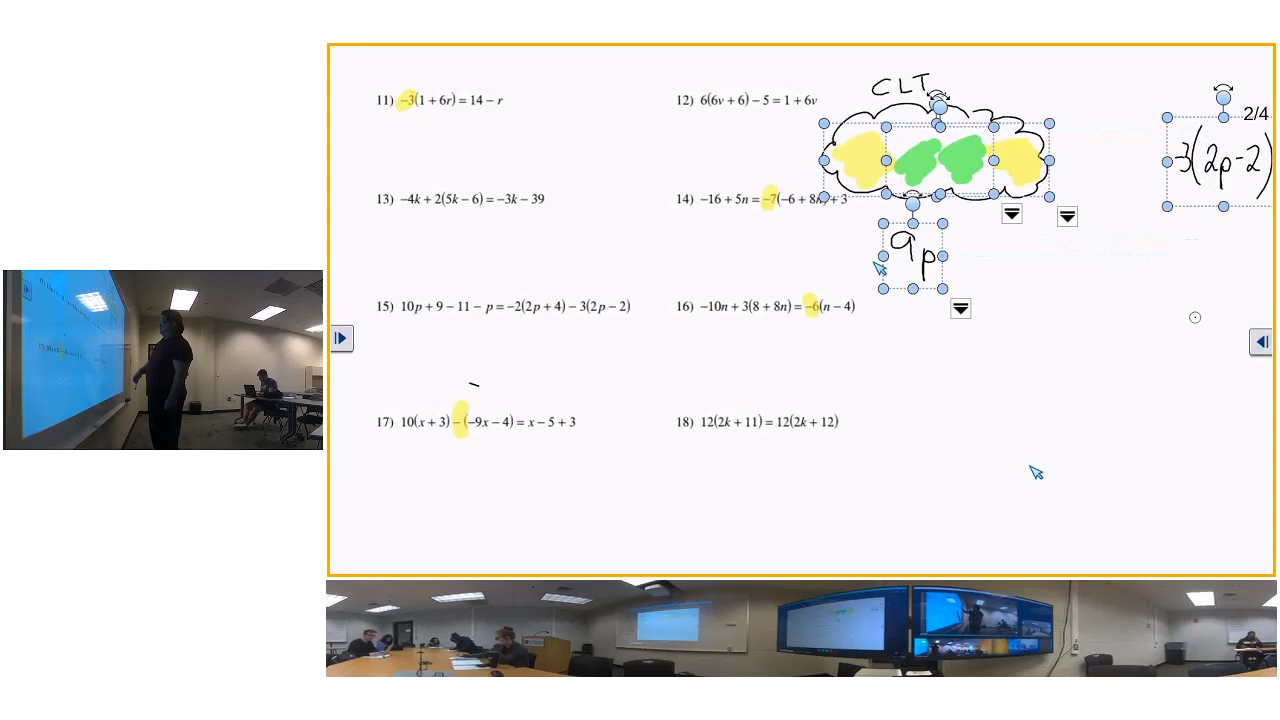 CLT
2/4
11) –3(1 + 6r) = 14 – r
12) 6(6v + 6) – 5 = 1 + 6v
-3(2p-2)
13) –4k + 2(5k – 6) = –3k – 39
14) –16 + 5n = –7(–6 + 8n) + 3
9p
15) 10p + 9 – 11 – p = –2(2p + 4) – 3(2p – 2)
16) –10n + 3(8 + 8n) = –6(n – 4)
17) 10(x + 3) – (–9x – 4) = x – 5 + 3
18) 12(2k + 11) = 12(2k + 12)